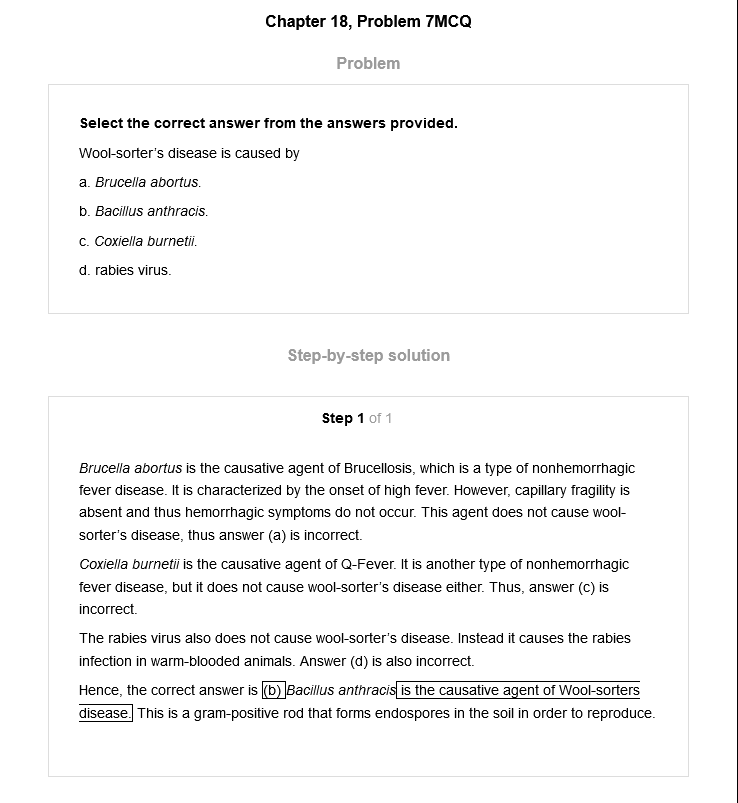 Chapter 18, Problem 7MCQ
Problem
Select the correct answer from the answers provided.
Wool-sorter's disease is caused by
a. Brucella abortus.
b. Bacillus anthracis.
c. Coxiella burnetii.
d. rabies virus.
Step-by-step solution
Step 1 of 1
Brucella abortus is the causative agent of Brucellosis, which is a type of nonhemorrhagic
fever disease. It is characterized by the onset of high fever. However, capillary fragility is
absent and thus hemorrhagic symptoms do not occur. This agent does not cause wool-
sorter's disease, thus answer (a) is incorrect.
Coxiella burnetii is the causative agent of Q-Fever. It is another type of nonhemorrhagic
fever disease, but it does not cause wool-sorter's disease either. Thus, answer (c) is
incorrect.
The rabies virus also does not cause wool-sorter's disease. Instead it causes the rabies
infection in warm-blooded animals. Answer (d) is also incorrect.
Hence, the correct answer is (b) Bacillus anthracis is the causative agent of Wool-sorters
disease. This is a gram-positive rod that forms endospores in the soil in order to reproduce.